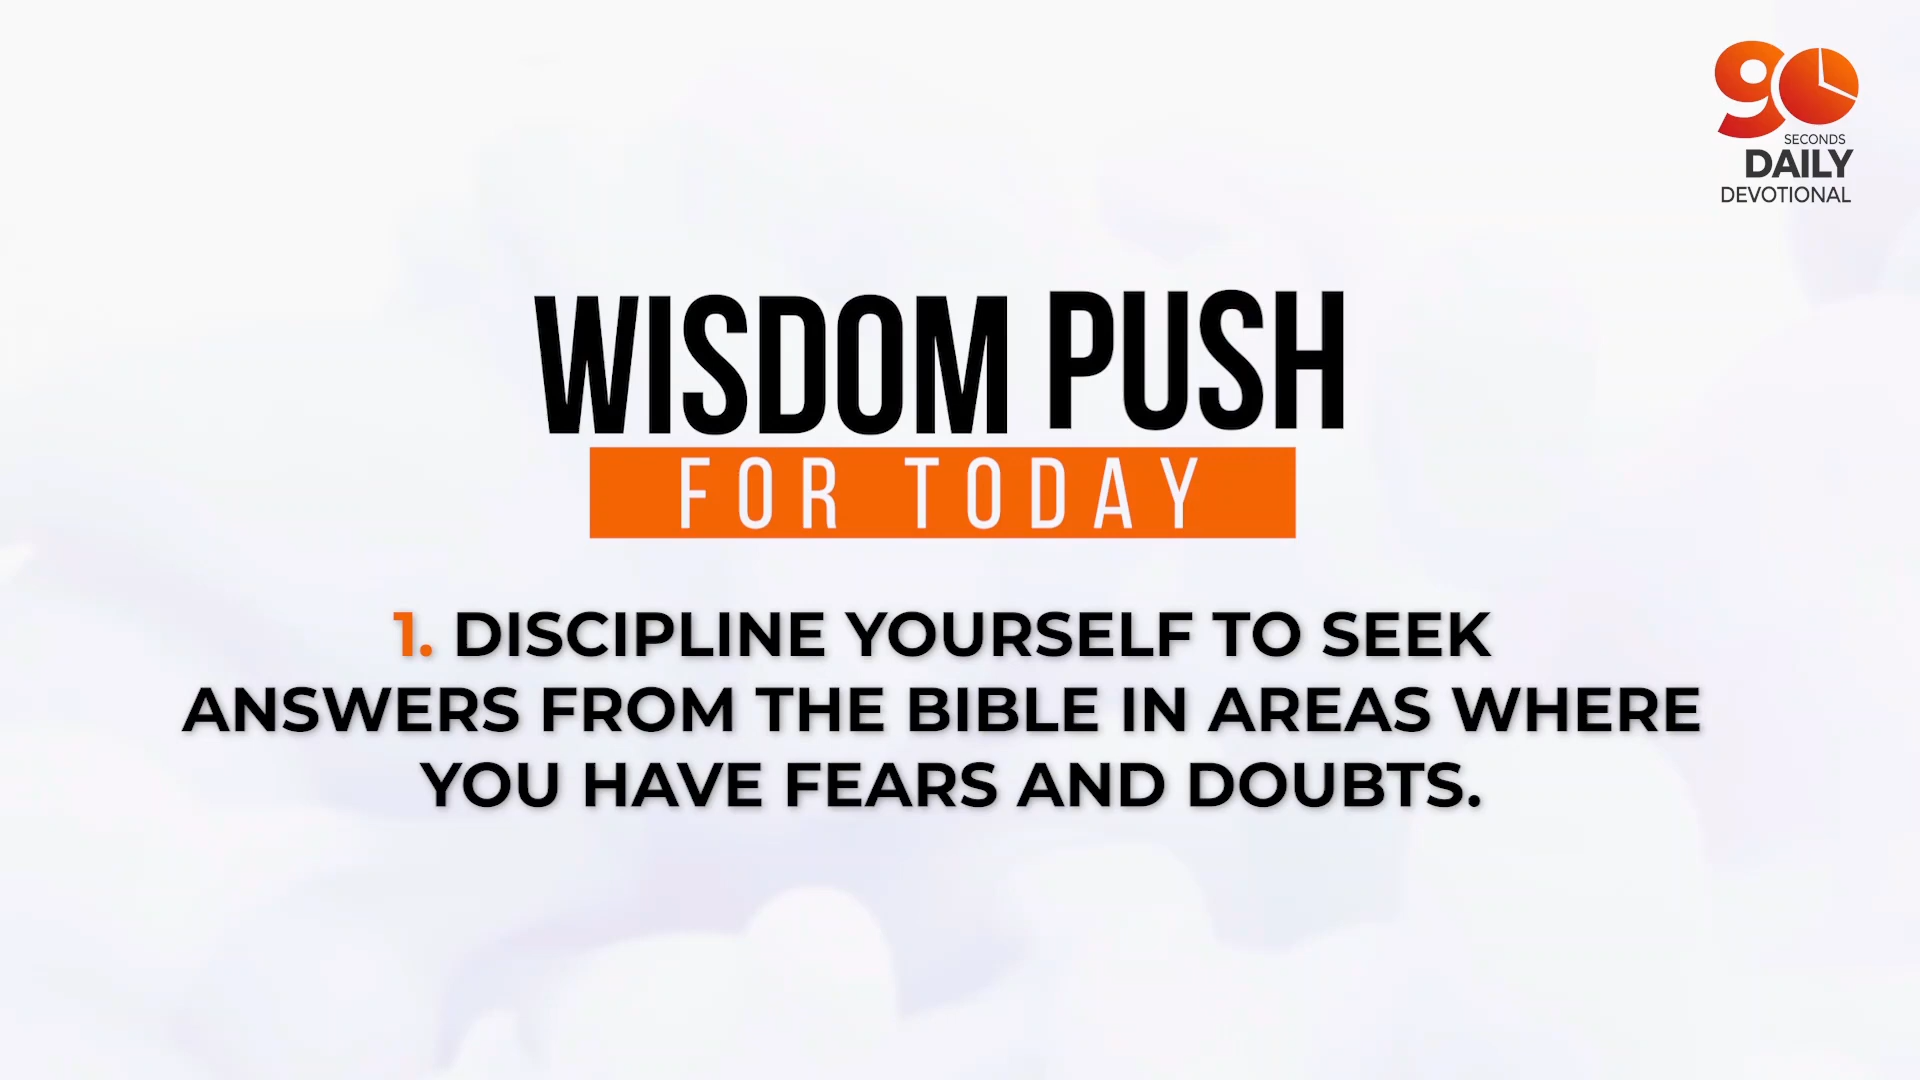 90
SECONDS
DAILY
DEVOTIONAL
WISDOM PUSH
FOR TODAY
1. DISCIPLINE YOURSELF TO SEEK
ANSWERS FROM THE BIBLE IN AREAS WHERE
YOU HAVE FEARS AND DOUBTS.